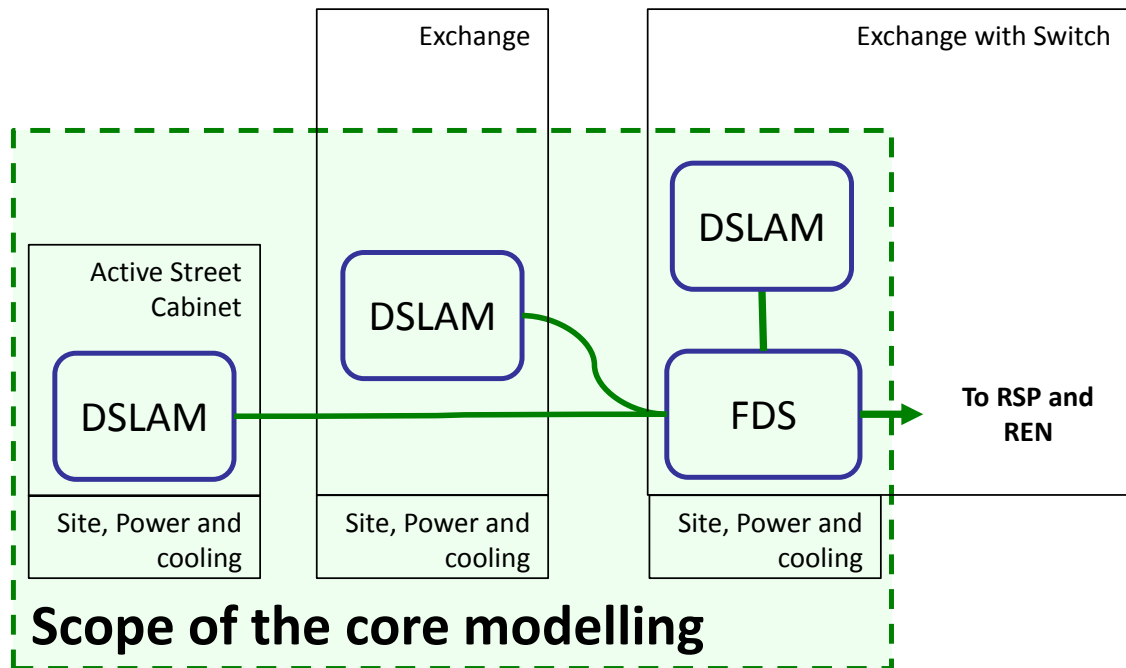 Exchange
Exchange with Switch
DSLAM
Active Street
Cabinet
DSLAM
DSLAM
FDS
To RSP and
REN
Site, Power and
cooling
Site, Power and
cooling
Site, Power and
cooling
Scope of the core modelling